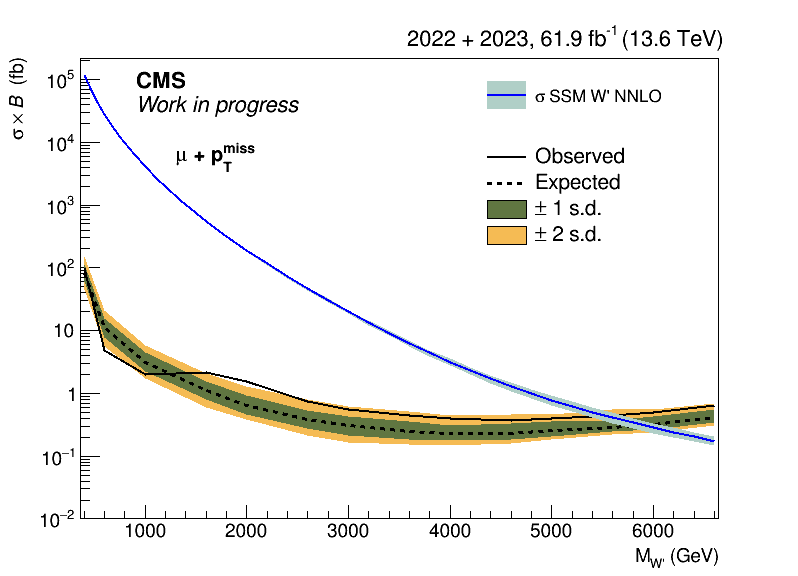 2022 + 2023, 61.9 fb⁻¹ (13.6 TeV)
CMS
Work in progress
μ + p_T^miss
σ SSM W' NNLO
Observed
Expected
± 1 s.d.
± 2 s.d.
σ × B (fb)
10⁵
10⁴
10³
10²
10
1
10⁻¹
10⁻²
1000 2000 3000 4000 5000 6000
M_W' (GeV)